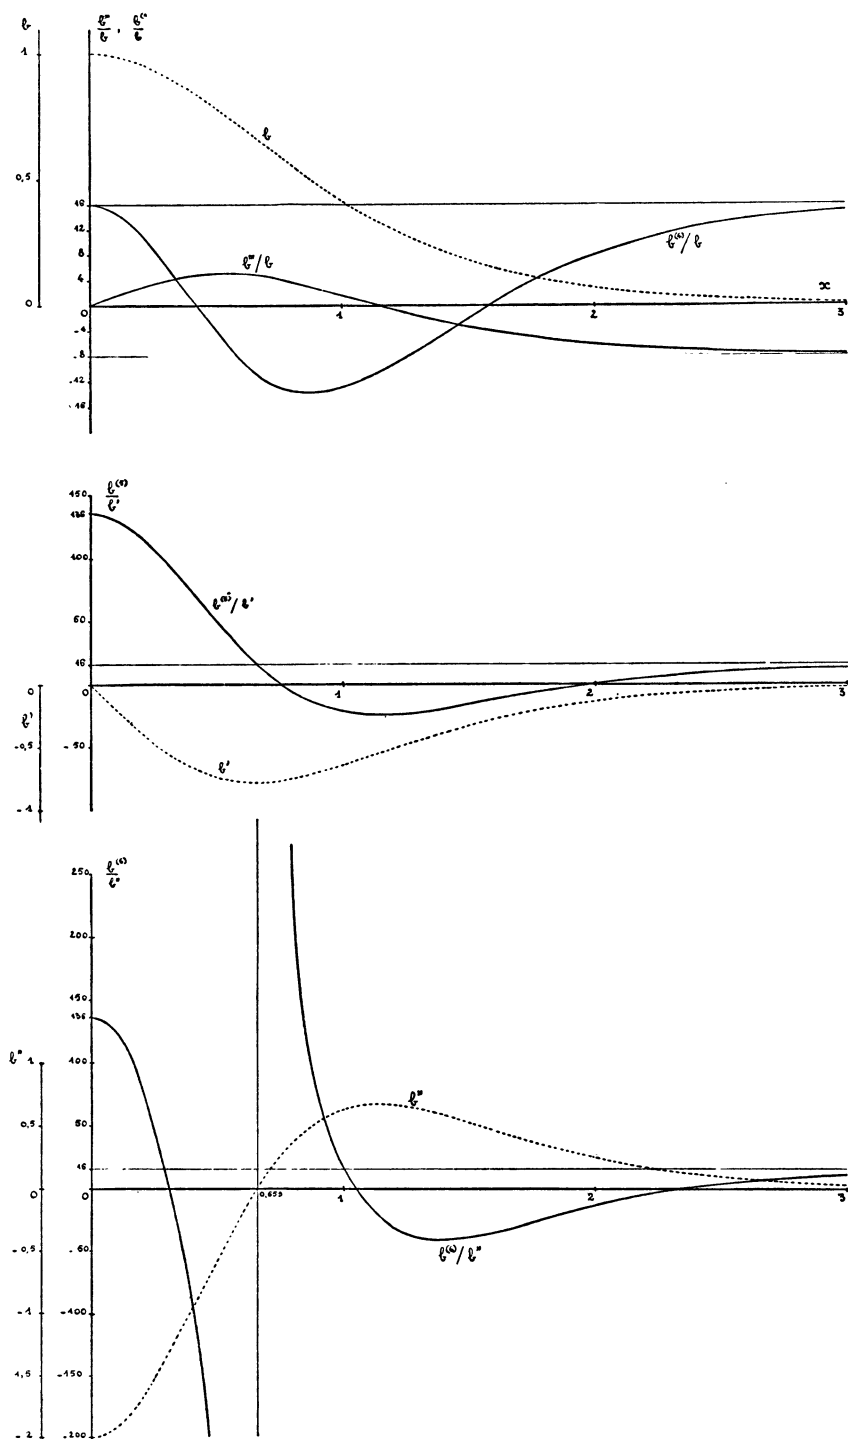 b
b‴/b , b⁽⁴⁾/b
1
b
0,5
16
12
b⁽⁴⁾/b
8
b‴/b
4
x
0
0 1 2 3
-4
-8
-12
-16
150
b⁽⁵⁾/b'
136
100
b⁽⁵⁾/b'
50
16
0
0 1 2 3
b'
-0,5
-50
b'
-1
250
b⁽⁶⁾/b″
200
150
136
b″ 1
100
b″
0,5
50
16
0 0 0,659 1 2 3
-0,5
-50
b⁽⁶⁾/b″
-1
-100
1,5
-150
-2
-200